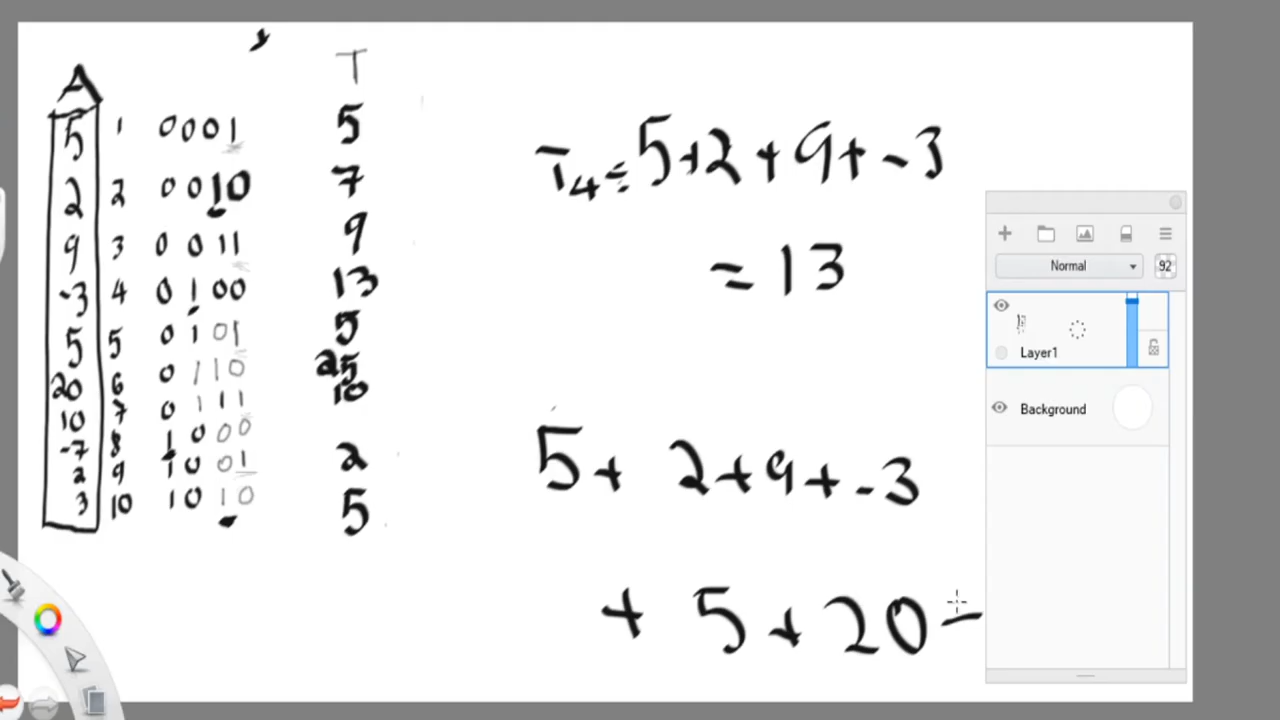 A T
5 1 0001 5
2 2 0010 7
9 3 0011 9
-3 4 0100 13
5 5 0101 5
20 6 0110 25
10 7 0111 10
-7 8 1000
2 9 1001 2
3 10 1010 5
T4 = 5+2+9+-3
= 13
5+ 2+9+-3
+ 5+20-
Normal 92
Layer1
Background